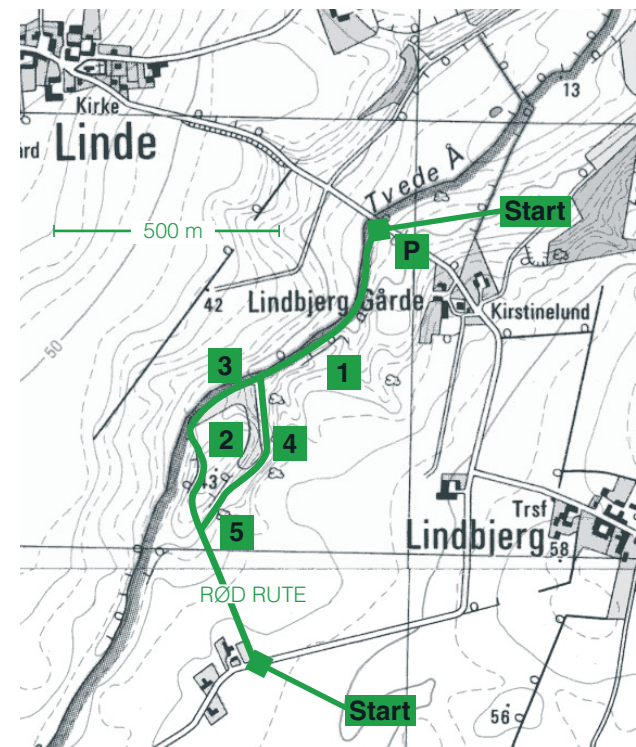 13
Kirke
ård
Linde
Tvede Å
Start
500 m
P
42
Lindbjerg Gårde
Kirstinelund
50
1
3
2
4
43
5
Trsf
Lindbjerg
58
RØD RUTE
Start
56